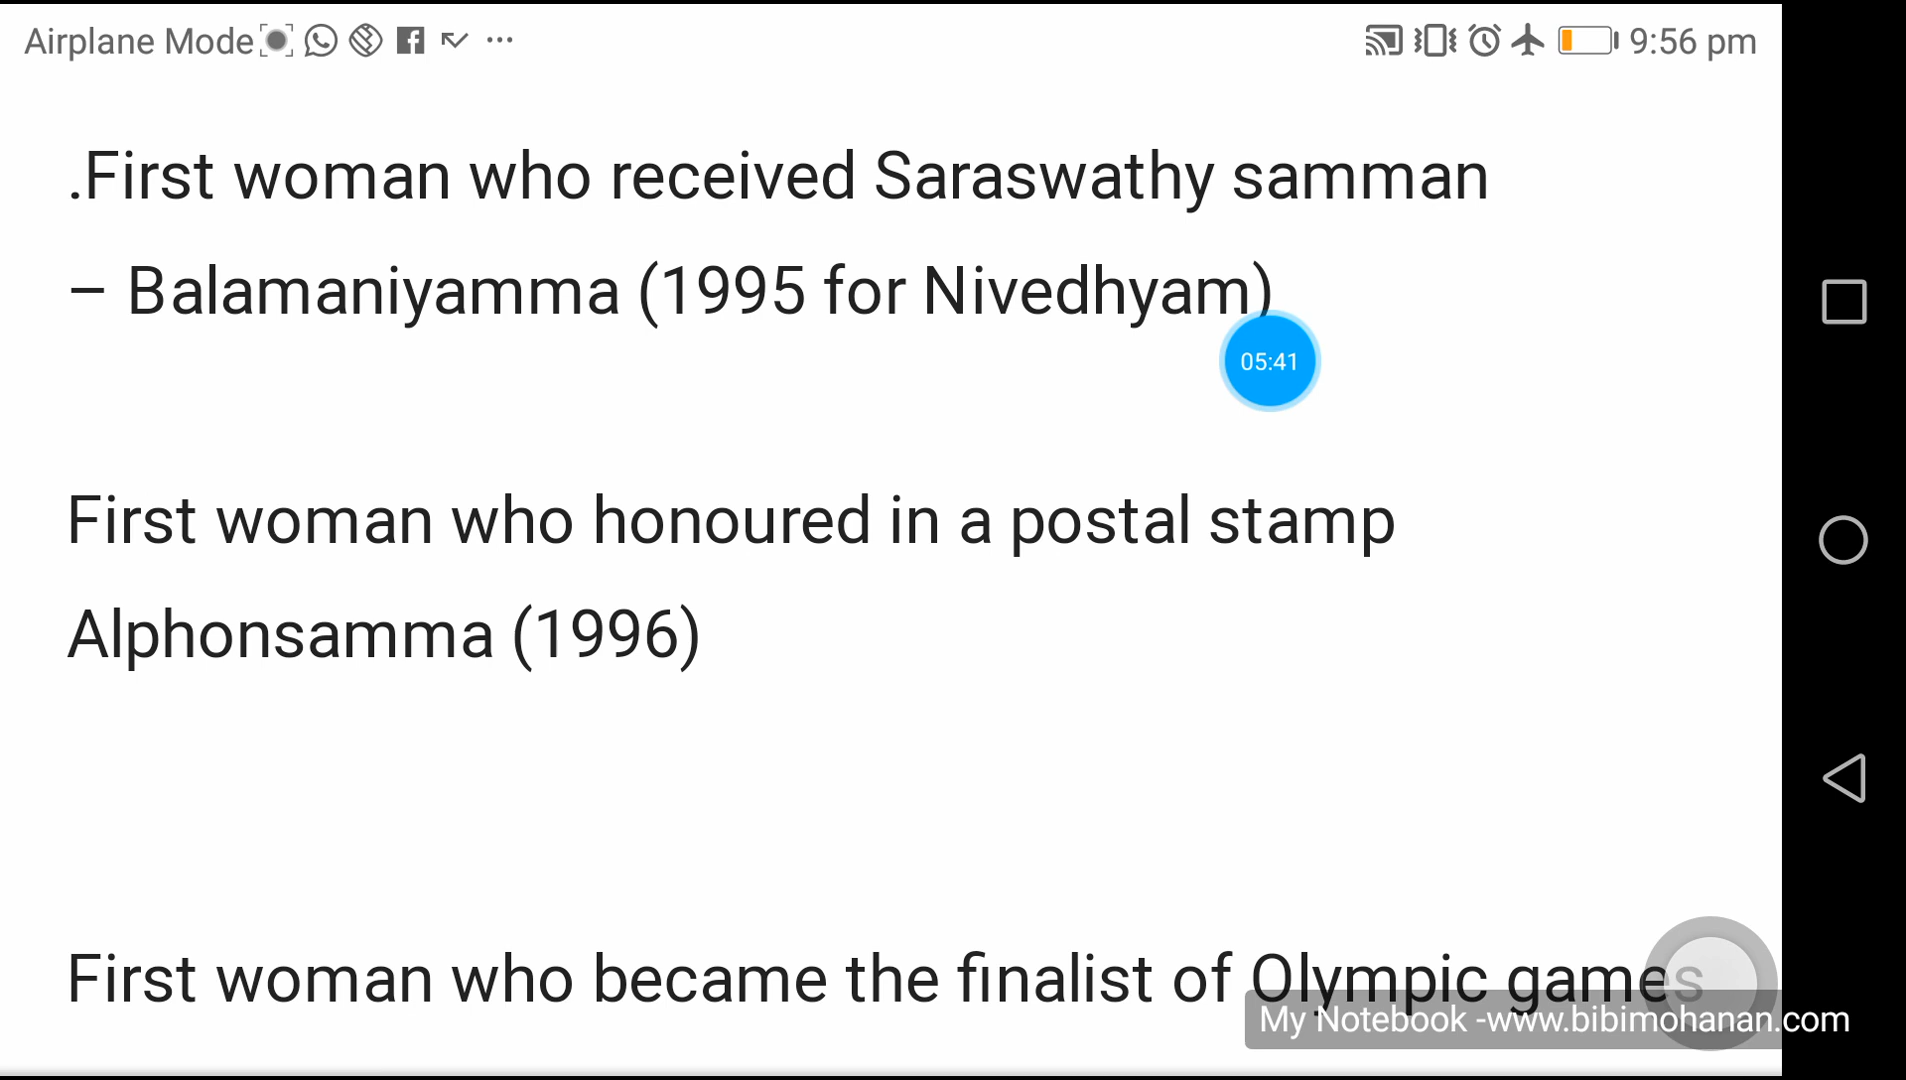 Airplane Mode ... 9:56 pm
.First woman who received Saraswathy samman
– Balamaniyamma (1995 for Nivedhyam)
05:41
First woman who honoured in a postal stamp
Alphonsamma (1996)
First woman who became the finalist of Olympic games
My Notebook -www.bibimohanan.com